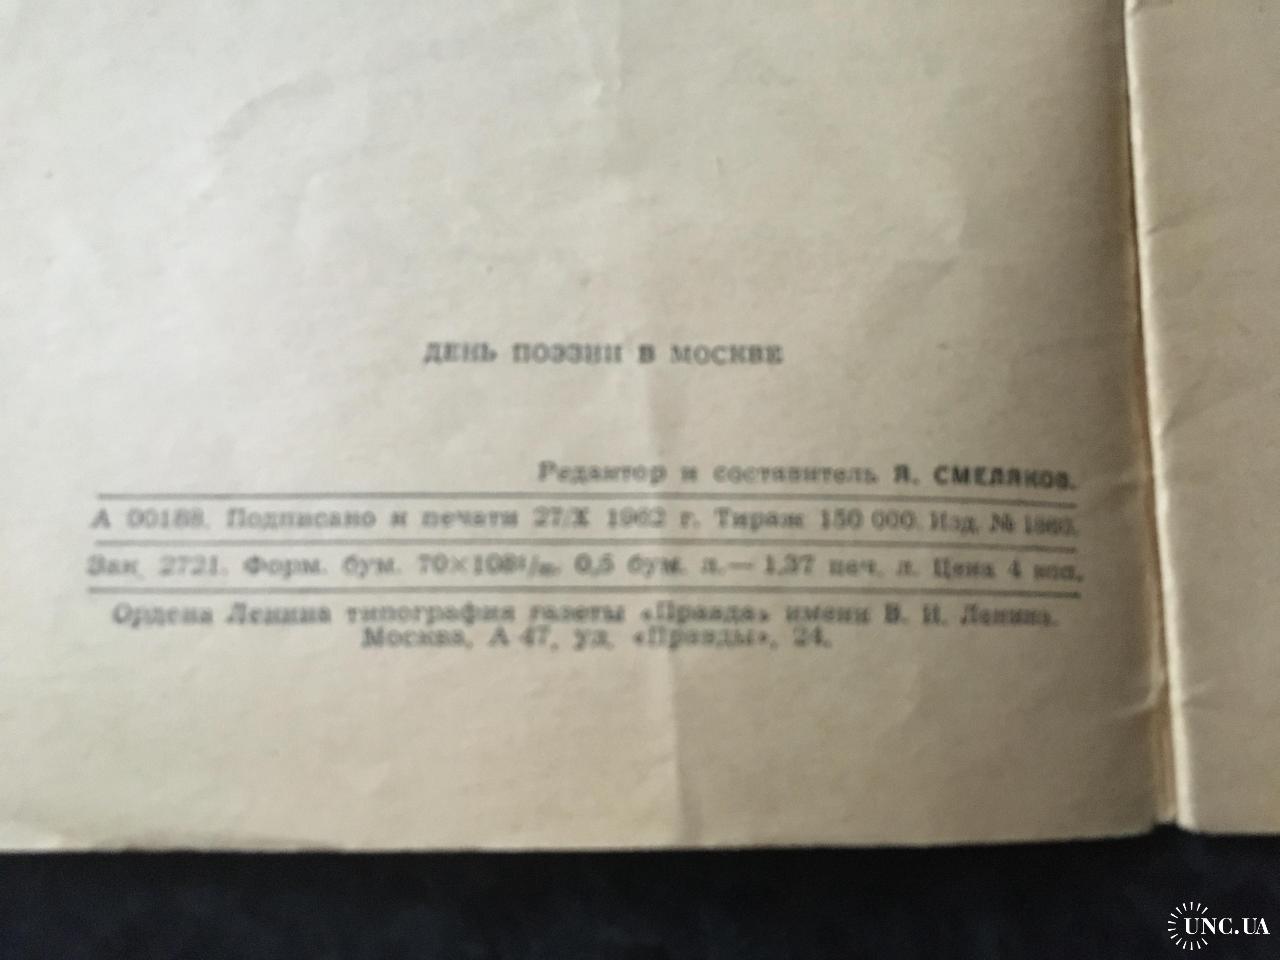 ДЕНЬ ПОЭЗИИ В МОСКВЕ
Редактор и составитель Я. СМЕЛЯКОВ.
А 00188. Подписано к печати 27/X 1962 г. Тираж 150 000. Изд. №
Зак. 2721. Форм. бум. 70×108¹/₃₂. 0,5 бум. л.— 1,37 печ. л. Цена 4 коп.
Ордена Ленина типография газеты «Правда» имени В. И. Ленина.
Москва, А 47, ул. «Правды», 24.
UNC.UA